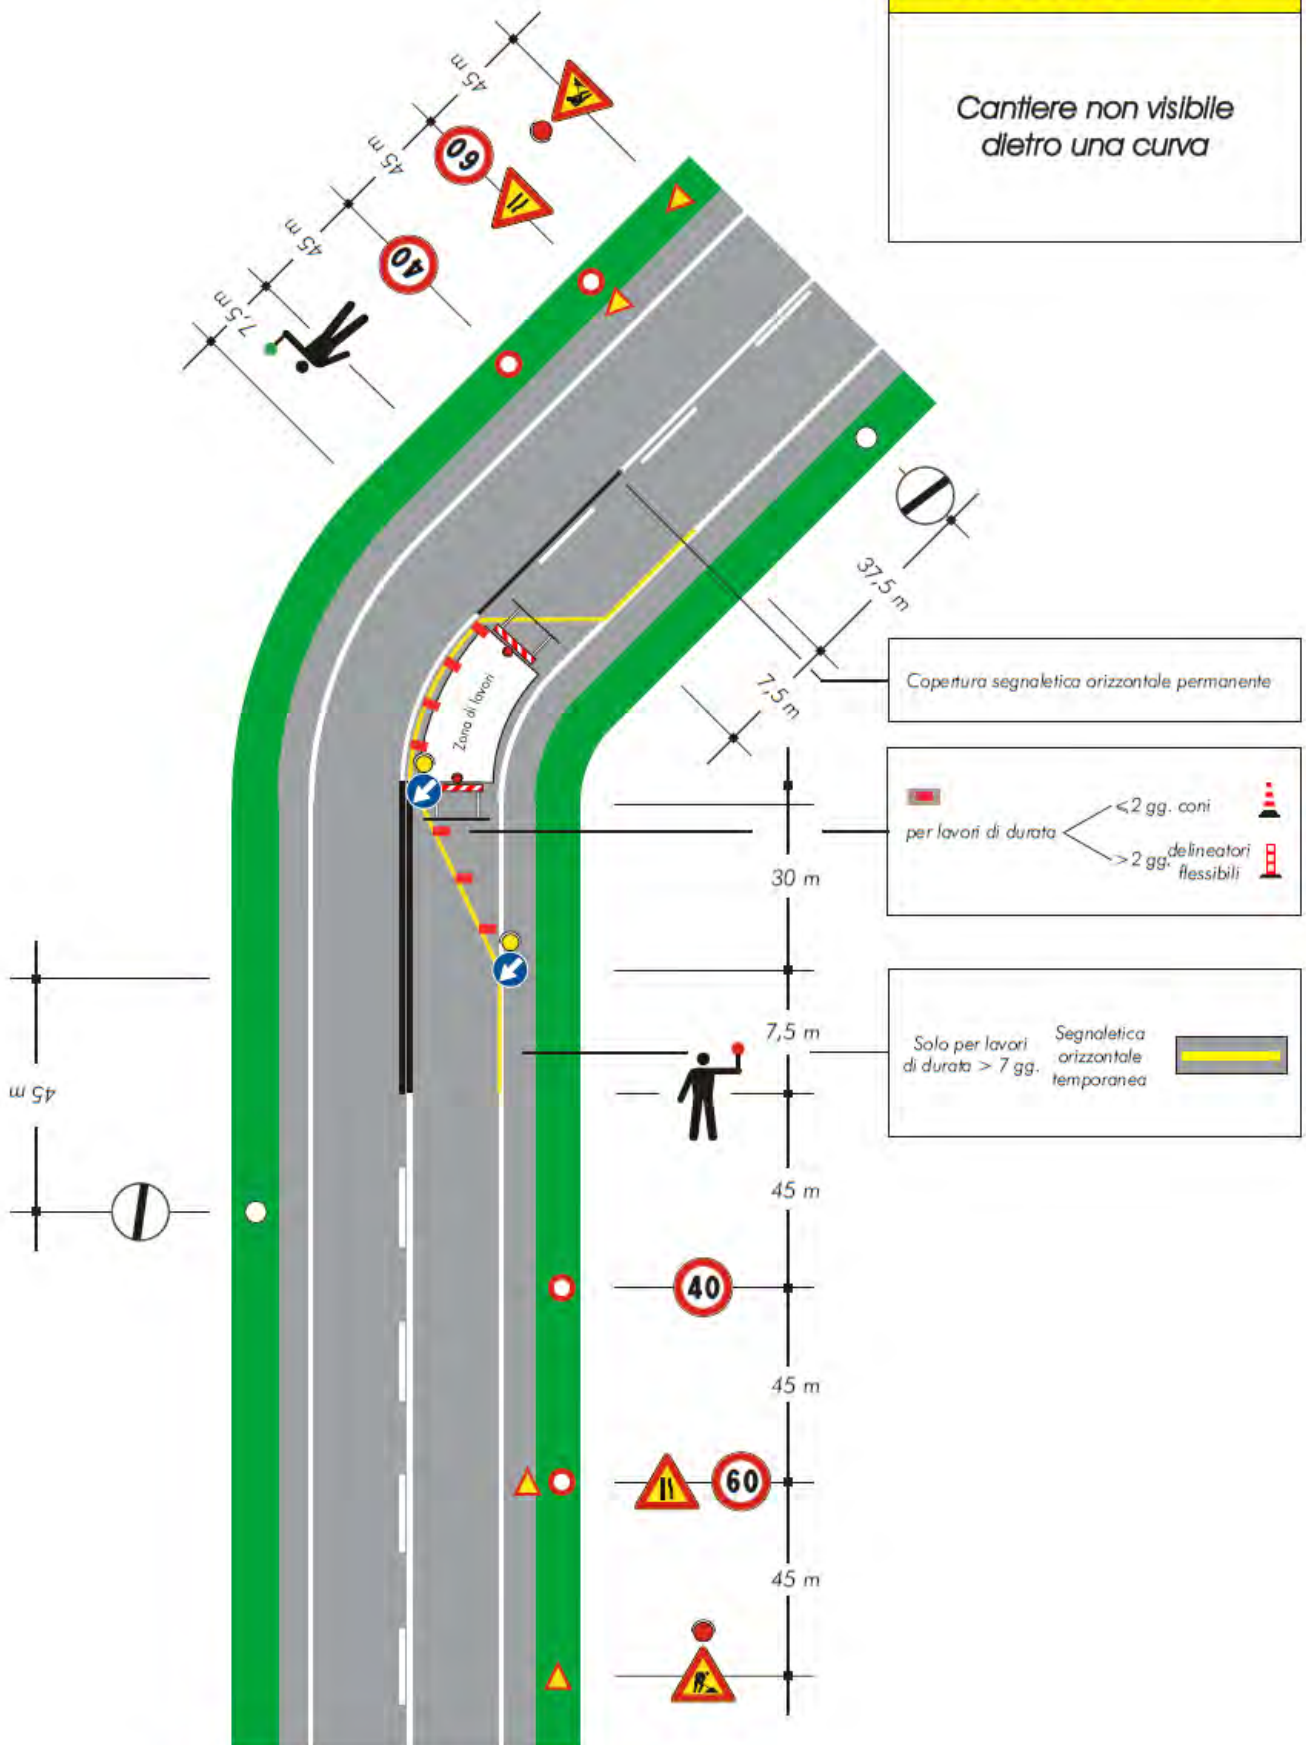 Cantiere non visibile
dietro una curva
45 m
45 m
45 m
7,5 m
60
40
37,5 m
7,5 m
Zona di lavori
Copertura segnaletica orizzontale permanente
per lavori di durata
≤2 gg. coni
>2 gg. delineatori
flessibili
30 m
7,5 m
Solo per lavori
di durata > 7 gg.
Segnaletica
orizzontale
temporanea
45 m
45 m
40
45 m
60
45 m